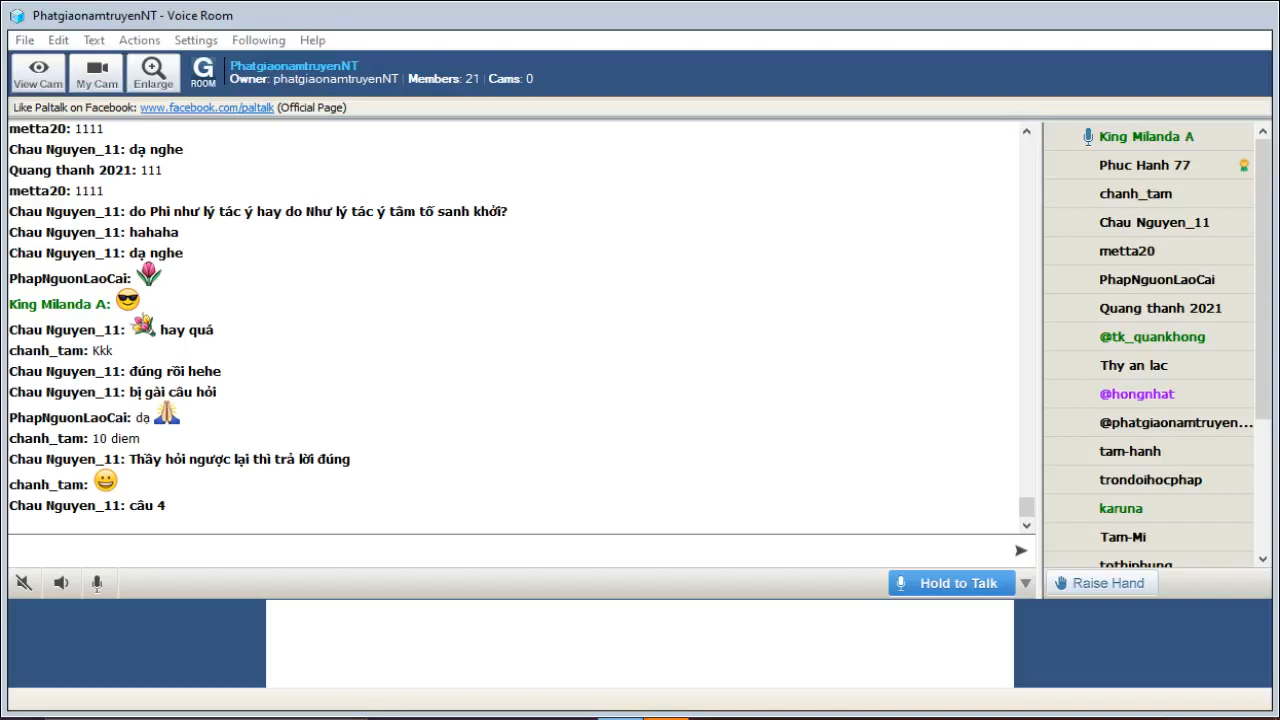 PhatgiaonamtruyenNT - Voice Room
File Edit Text Actions Settings Following Help
View Cam My Cam Enlarge G ROOM
PhatgiaonamtruyenNT
Owner: phatgiaonamtruyenNT | Members: 21 | Cams: 0
Like Paltalk on Facebook: www.facebook.com/paltalk (Official Page)
metta20: 1111
Chau Nguyen_11: dạ nghe
Quang thanh 2021: 111
metta20: 1111
Chau Nguyen_11: do Phi như lý tác ý hay do Như lý tác ý tâm tố sanh khởi?
Chau Nguyen_11: hahaha
Chau Nguyen_11: dạ nghe
PhapNguonLaoCai:
King Milanda A:
Chau Nguyen_11: hay quá
chanh_tam: Kkk
Chau Nguyen_11: đúng rồi hehe
Chau Nguyen_11: bị gài câu hỏi
PhapNguonLaoCai: dạ
chanh_tam: 10 diem
Chau Nguyen_11: Thầy hỏi ngược lại thì trả lời đúng
chanh_tam:
Chau Nguyen_11: câu 4
King Milanda A
Phuc Hanh 77
chanh_tam
Chau Nguyen_11
metta20
PhapNguonLaoCai
Quang thanh 2021
@tk_quankhong
Thy an lac
@hongnhat
@phatgiaonamtruyen...
tam-hanh
trondoihocphap
karuna
Tam-Mi
tothiphung
Hold to Talk
Raise Hand